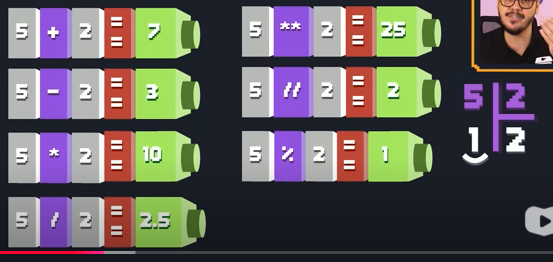 5 + 2 == 7
5 - 2 == 3
5 * 2 == 10
5 / 2 == 2.5
5 ** 2 == 25
5 // 2 == 2
5 % 2 == 1
5 2
1 2